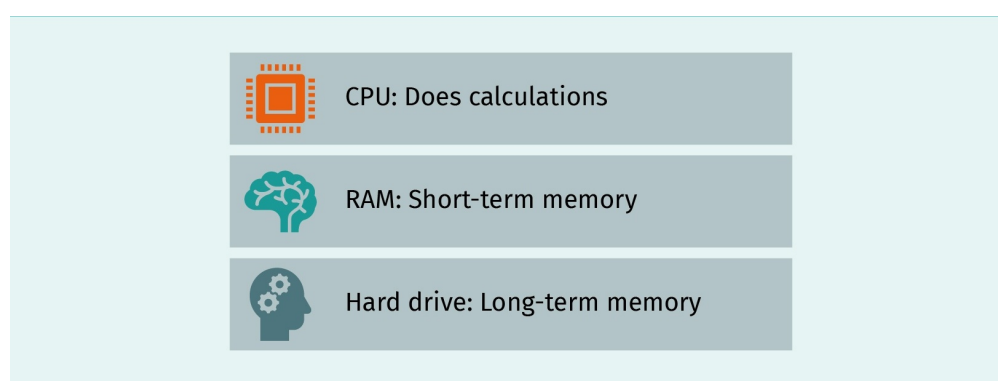 CPU: Does calculations
RAM: Short-term memory
Hard drive: Long-term memory